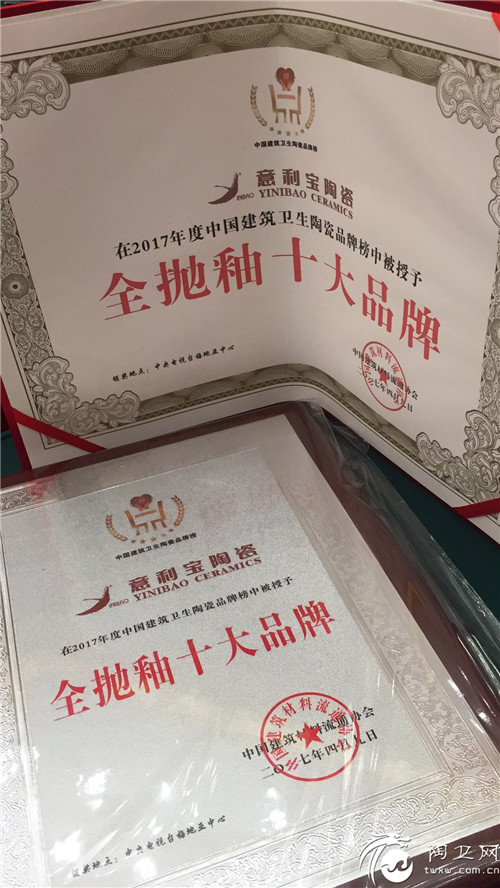 中国建筑卫生陶瓷品牌榜
意利宝陶瓷
YINIBAO CERAMICS
在2017年度中国建筑卫生陶瓷品牌榜中被授予
全抛釉十大品牌
中国建筑材料流通协会
二〇一七年四月九日
颁奖地点：中央电视台梅地亚中心
中国建筑卫生陶瓷品牌榜
意利宝陶瓷
YINIBAO CERAMICS
在2017年度中国建筑卫生陶瓷品牌榜中被授予
全抛釉十大品牌
中国建筑材料流通协会
二〇一七年四月九日
颁奖地点：中央电视台梅地亚中心
陶卫网
twxw.com.cn